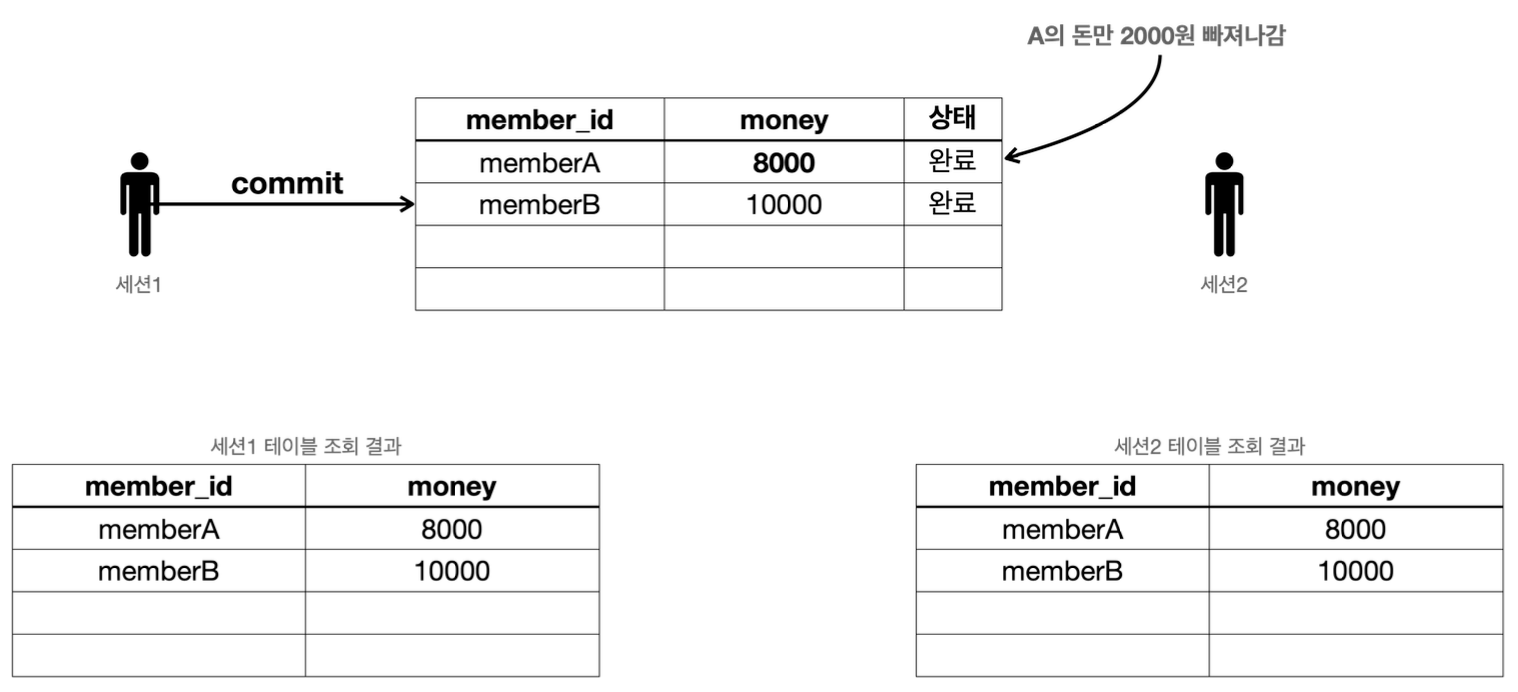 A의 돈만 2000원 빠져나감
member_id money 상태
memberA 8000 완료
commit
memberB 10000 완료
세션1
세션2
세션1 테이블 조회 결과
member_id money
memberA 8000
memberB 10000
세션2 테이블 조회 결과
member_id money
memberA 8000
memberB 10000